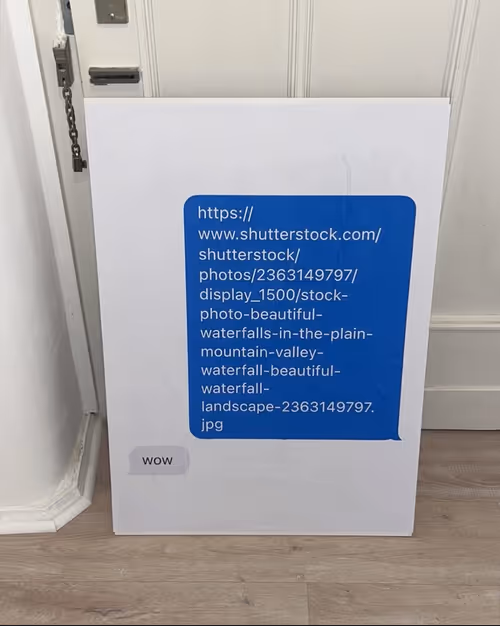 https://
www.shutterstock.com/
shutterstock/
photos/2363149797/
display_1500/stock-
photo-beautiful-
waterfalls-in-the-plain-
mountain-valley-
waterfall-beautiful-
waterfall-
landscape-2363149797.
jpg
wow